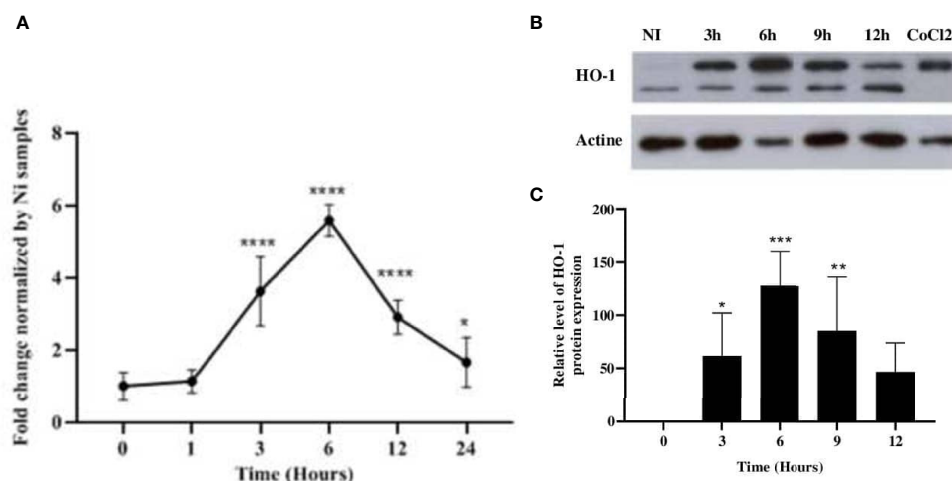 A
Fold change normalized by Ni samples
8
6
4
2
0
****
****
****
*
0 1 3 6 12 24
Time (Hours)
B
NI 3h 6h 9h 12h CoCl2
HO-1
Actine
C
Relative level of HO-1
protein expression
200
150
100
50
0
*
***
**
0 3 6 9 12
Time (Hours)